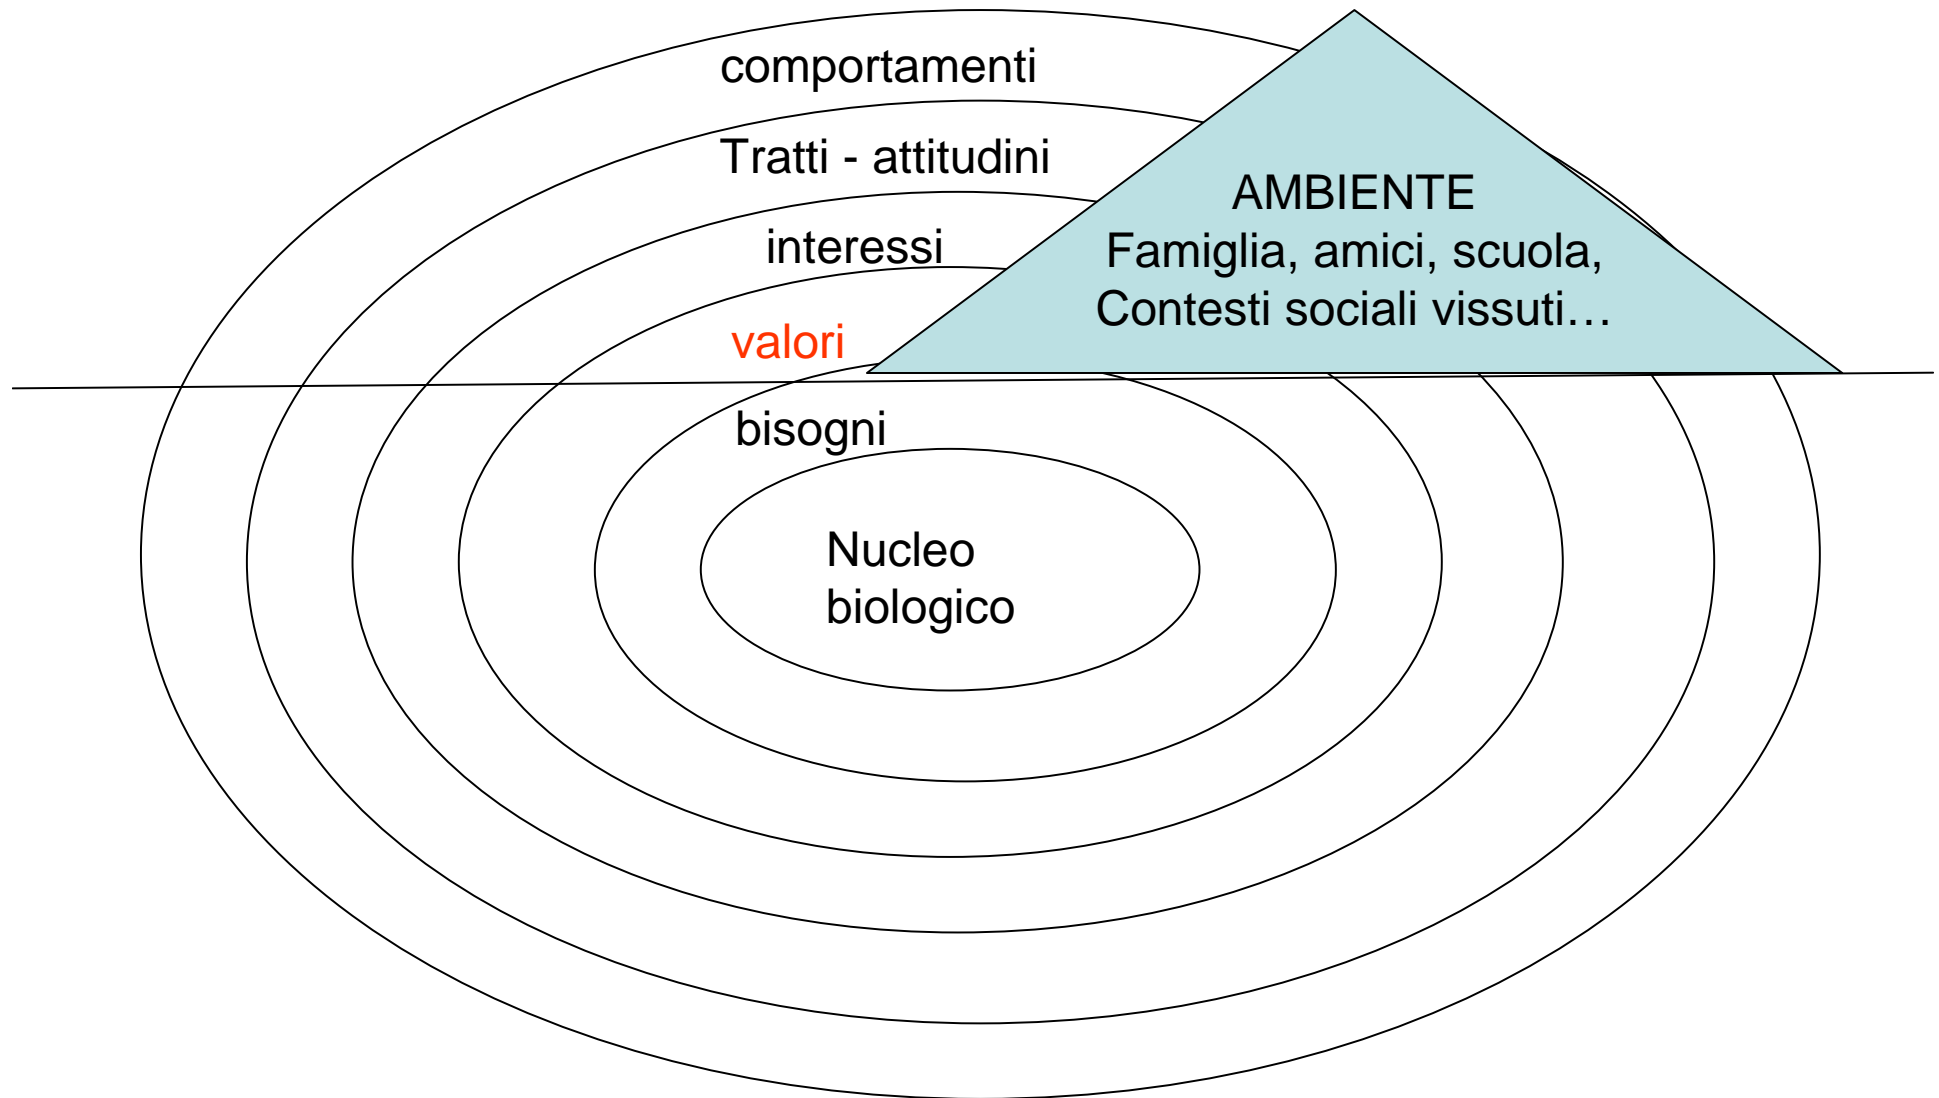 comportamenti
Tratti - attitudini
interessi
valori
bisogni
Nucleo
biologico
AMBIENTE
Famiglia, amici, scuola,
Contesti sociali vissuti…